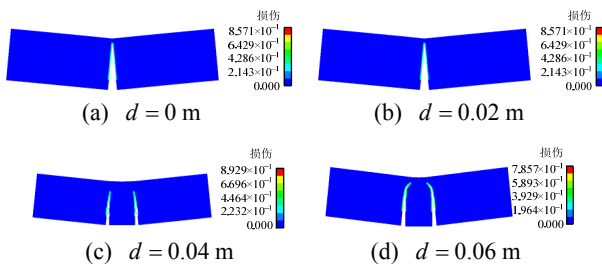 损伤
8.571×10⁻¹
6.429×10⁻¹
4.286×10⁻¹
2.143×10⁻¹
0.000
(a) d = 0 m
损伤
8.571×10⁻¹
6.429×10⁻¹
4.286×10⁻¹
2.143×10⁻¹
0.000
(b) d = 0.02 m
损伤
8.929×10⁻¹
6.696×10⁻¹
4.464×10⁻¹
2.232×10⁻¹
0.000
(c) d = 0.04 m
损伤
7.857×10⁻¹
5.893×10⁻¹
3.929×10⁻¹
1.964×10⁻¹
0.000
(d) d = 0.06 m